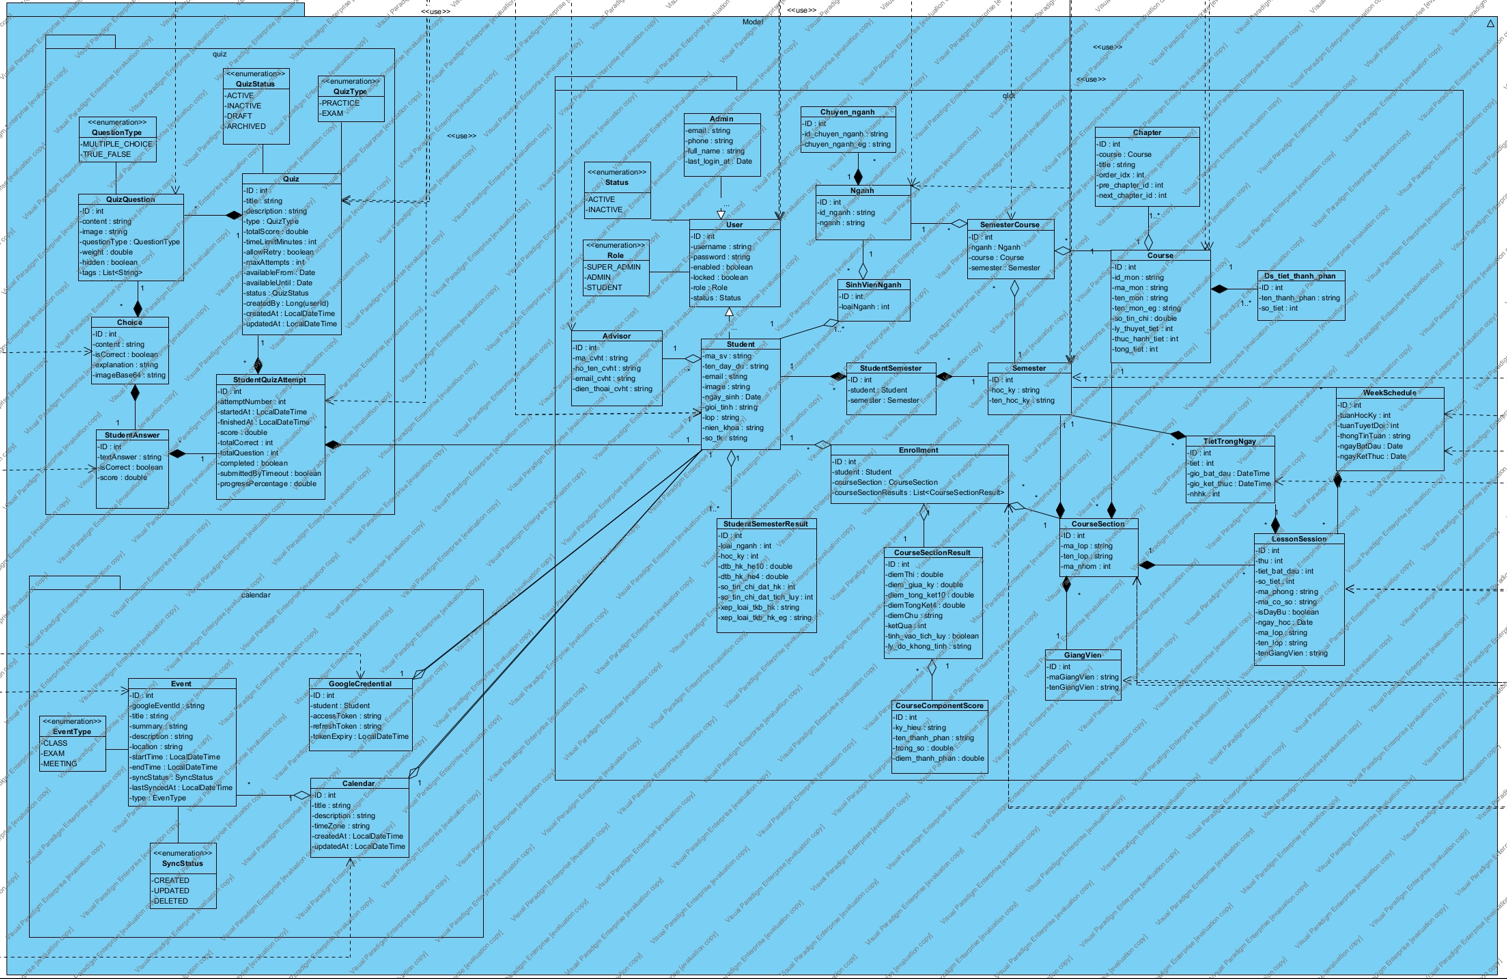 Model
<<use>>
<<use>>
<<use>>
<<use>>
<<use>>
quiz
<<enumeration>>
QuizStatus
-ACTIVE
-INACTIVE
-DRAFT
-ARCHIVED
<<enumeration>>
QuizType
-PRACTICE
-EXAM
<<enumeration>>
QuestionType
-MULTIPLE_CHOICE
-TRUE_FALSE
QuizQuestion
-ID : int
-content : string
-image : string
-questionType : QuestionType
-weight : double
-hidden : boolean
-tags : List<String>
Quiz
-ID : int
-title : string
-description : string
-type : QuizType
-totalScore : double
-timeLimitMinutes : int
-allowRetry : boolean
-maxAttempts : int
-availableFrom : Date
-availableUntil : Date
-status : QuizStatus
-createdBy : Long(userId)
-createdAt : LocalDateTime
-updatedAt : LocalDateTime
Choice
-ID : int
-content : string
-isCorrect : boolean
-explanation : string
-imageBase64 : string
StudentAnswer
-ID : int
-textAnswer : string
-isCorrect : boolean
-score : double
StudentQuizAttempt
-ID : int
-attemptNumber : int
-startedAt : LocalDateTime
-finishedAt : LocalDateTime
-score : double
-totalCorrect : int
-totalQuestion : int
-completed : boolean
-submittedByTimeout : boolean
-progressPercentage : double
calendar
Event
-ID : int
-googleEventId : string
-title : string
-summary : string
-description : string
-location : string
-startTime : LocalDateTime
-endTime : LocalDateTime
-syncStatus : SyncStatus
-lastSyncedAt : LocalDateTime
-type : EvenType
<<enumeration>>
EventType
-CLASS
-EXAM
-MEETING
<<enumeration>>
SyncStatus
-CREATED
-UPDATED
-DELETED
GoogleCredential
-ID : int
-student : Student
-accessToken : string
-refreshToken : string
-tokenExpiry : LocalDateTime
Calendar
-ID : int
-title : string
-description : string
-timeZone : string
-createdAt : LocalDateTime
-updatedAt : LocalDateTime
qldt
Admin
-email : string
-phone : string
-full_name : string
-last_login_at : Date
<<enumeration>>
Status
-ACTIVE
-INACTIVE
<<enumeration>>
Role
-SUPER_ADMIN
-ADMIN
-STUDENT
User
-ID : int
-username : string
-password : string
-enabled : boolean
-locked : boolean
-role : Role
-status : Status
Advisor
-ID : int
-ma_cvht : string
-ho_ten_cvht : string
-email_cvht : string
-dien_thoai_cvht : string
Student
-ma_sv : string
-ten_day_du : string
-email : string
-image : string
-ngay_sinh : Date
-gioi_tinh : string
-lop : string
-nien_khoa : string
-so_tk : string
Chuyen_nganh
-ID : int
-id_chuyen_nganh : string
-chuyen_nganh_eg : string
Nganh
-ID : int
-id_nganh : string
-nganh : string
SinhVienNganh
-ID : int
-loaiNganh : int
SemesterCourse
-ID : int
-nganh : Nganh
-course : Course
-semester : Semester
Chapter
-ID : int
-course : Course
-title : string
-order_idx : int
-pre_chapter_id : int
-next_chapter_id : int
Course
-ID : int
-id_mon : string
-ma_mon : string
-ten_mon : string
-ten_mon_eg : string
-so_tin_chi : double
-ly_thuyet_tiet : int
-thuc_hanh_tiet : int
-tong_tiet : int
Ds_tiet_thanh_phan
-ID : int
-ten_thanh_phan : string
-so_tiet : int
StudentSemester
-ID : int
-student : Student
-semester : Semester
Semester
-ID : int
-hoc_ky : string
-ten_hoc_ky : string
WeekSchedule
-ID : int
-tuanHocKy : int
-tuanTuyetDoi : int
-thongTinTuan : string
-ngayBatDau : Date
-ngayKetThuc : Date
TietTrongNgay
-ID : int
-tiet : int
-gio_bat_dau : DateTime
-gio_ket_thuc : DateTime
-nhhk : int
Enrollment
-ID : int
-student : Student
-courseSection : CourseSection
-courseSectionResults : List<CourseSectionResult>
StudentSemesterResult
-ID : int
-loai_nganh : int
-hoc_ky : int
-dtb_hk_he10 : double
-dtb_hk_he4 : double
-so_tin_chi_dat_hk : int
-so_tin_chi_dat_tich_luy : int
-xep_loai_tkb_hk : string
-xep_loai_tkb_hk_eg : string
CourseSectionResult
-ID : int
-diemThi : double
-diem_giua_ky : double
-diem_tong_ket10 : double
-diemTongKet4 : double
-diemChu : string
-ketQua : int
-tinh_vao_tich_luy : boolean
-ly_do_khong_tinh : string
CourseComponentScore
-ID : int
-ky_hieu : string
-ten_thanh_phan : string
-trong_so : double
-diem_thanh_phan : double
CourseSection
-ID : int
-ma_lop : string
-ten_lop : string
-ma_nhom : int
GiangVien
-ID : int
-maGiangVien : string
-tenGiangVien : string
LessonSession
-ID : int
-thu : int
-tiet_bat_dau : int
-so_tiet : int
-ma_phong : string
-ma_co_so : string
-isDayBu : boolean
-ngay_hoc : Date
-ma_lop : string
-ten_lop : string
-tenGiangVien : string